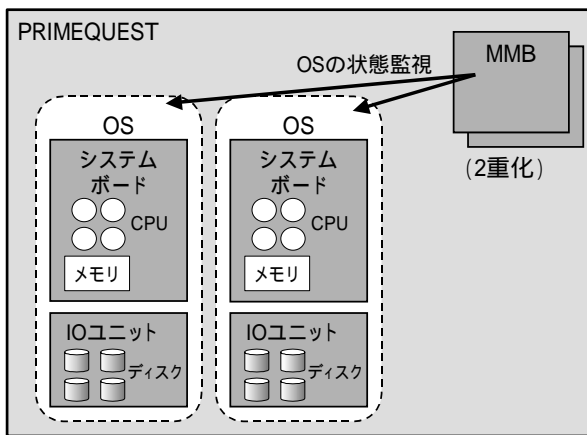 PRIMEQUEST
OSの状態監視
MMB
(2重化)
OS
システム
ボード
CPU
メモリ
IOユニット
ディスク
OS
システム
ボード
CPU
メモリ
IOユニット
ディスク